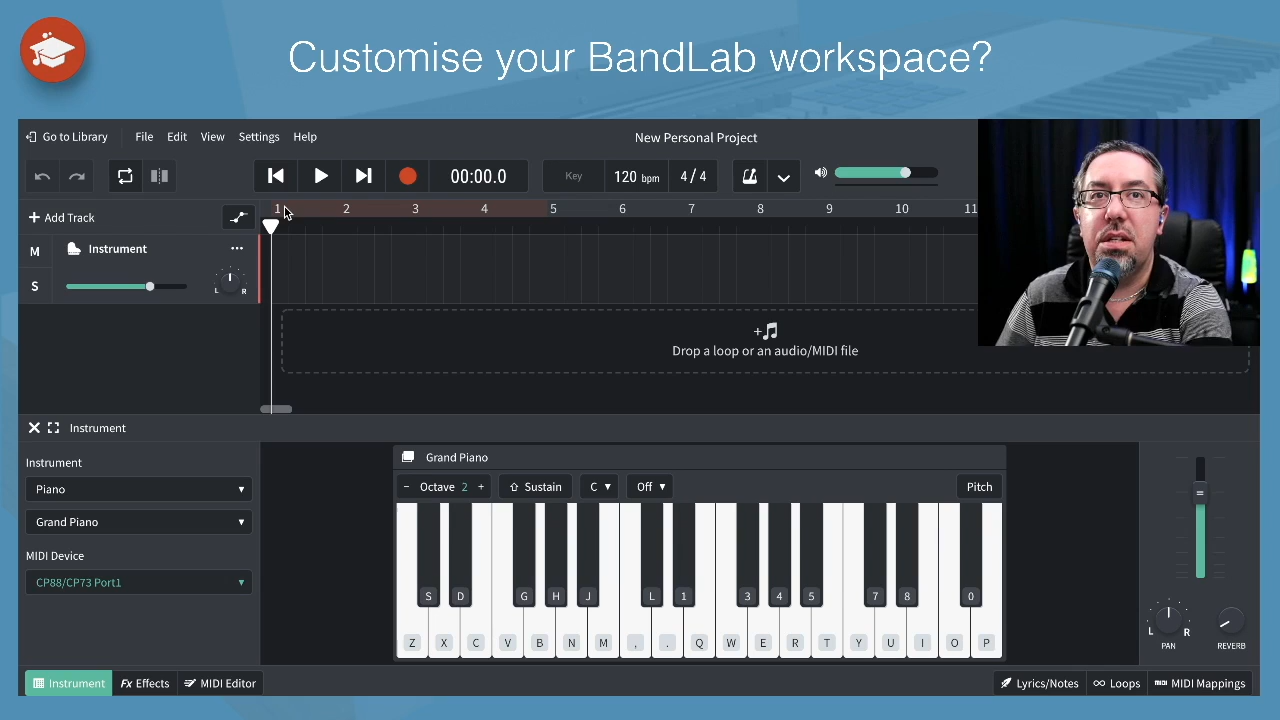 Customise your BandLab workspace?
Go to Library File Edit View Settings Help New Personal Project
00:00.0 Key 120 bpm 4 / 4
+ Add Track 1 2 3 4 5 6 7 8 9 10 11
M Instrument
S L R
Drop a loop or an audio/MIDI file
Instrument
Instrument Grand Piano
Piano - Octave 2 + Sustain C Off Pitch
Grand Piano
MIDI Device
CP88/CP73 Port1
S D G H J L 1 3 4 5 7 8 0
Z X C V B N M , . Q W E R T Y U I O P
L R
PAN REVERB
Instrument Fx Effects MIDI Editor Lyrics/Notes Loops MIDI MIDI Mappings